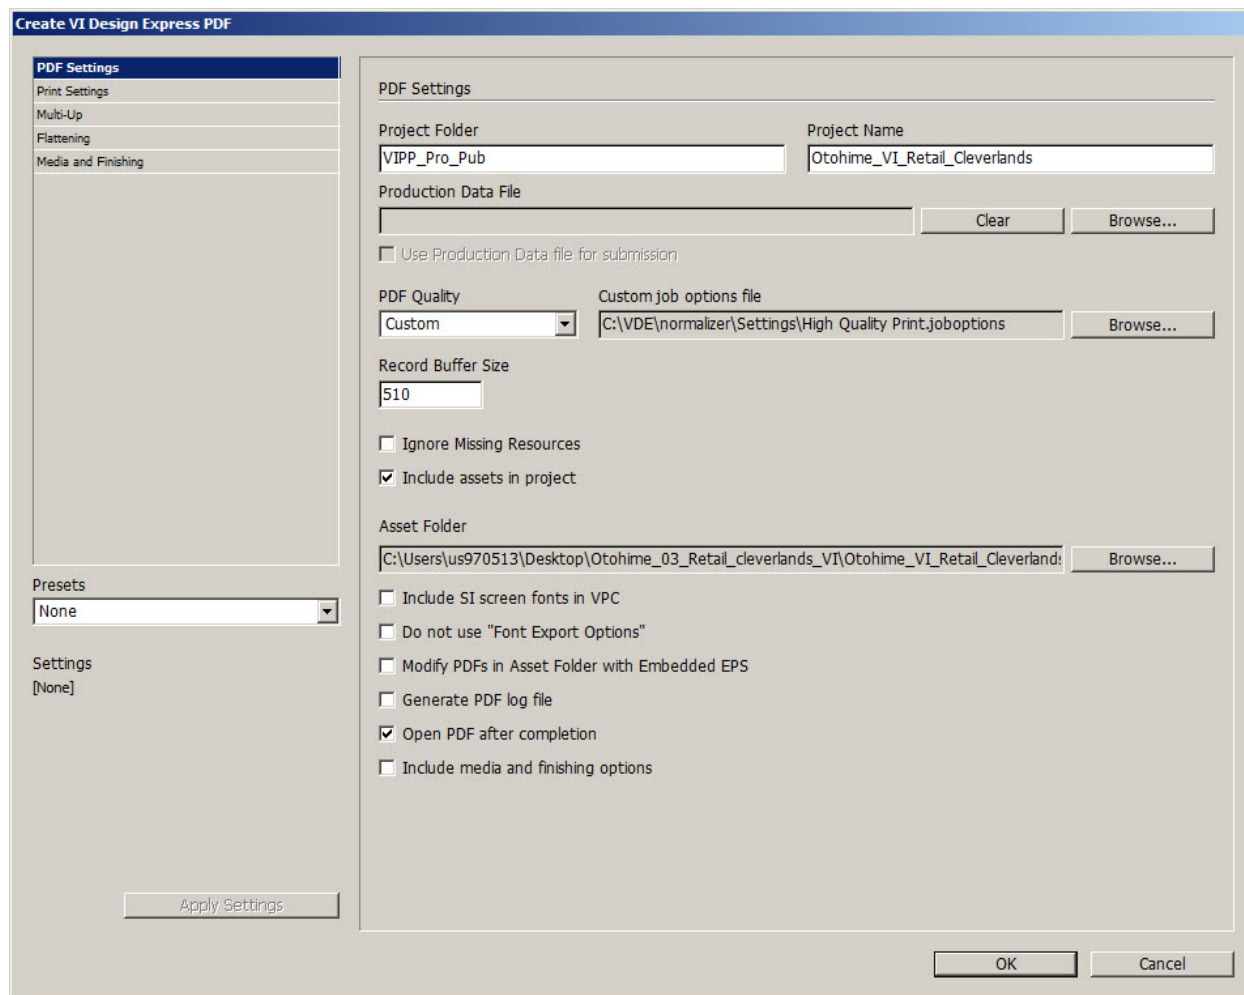 Create VI Design Express PDF
PDF Settings
Print Settings
Multi-Up
Flattening
Media and Finishing
Presets
None
Settings
[None]
Apply Settings
PDF Settings
Project Folder
Project Name
VIPP_Pro_Pub
Otohime_VI_Retail_Cleverlands
Production Data File
Clear
Browse...
Use Production Data file for submission
PDF Quality
Custom job options file
Custom
C:\VDE\normalizer\Settings\High Quality Print.joboptions
Browse...
Record Buffer Size
510
Ignore Missing Resources
Include assets in project
Asset Folder
C:\Users\us970513\Desktop\Otohime_03_Retail_cleverlands_VI\Otohime_VI_Retail_Cleverlands
Browse...
Include SI screen fonts in VPC
Do not use "Font Export Options"
Modify PDFs in Asset Folder with Embedded EPS
Generate PDF log file
Open PDF after completion
Include media and finishing options
OK
Cancel